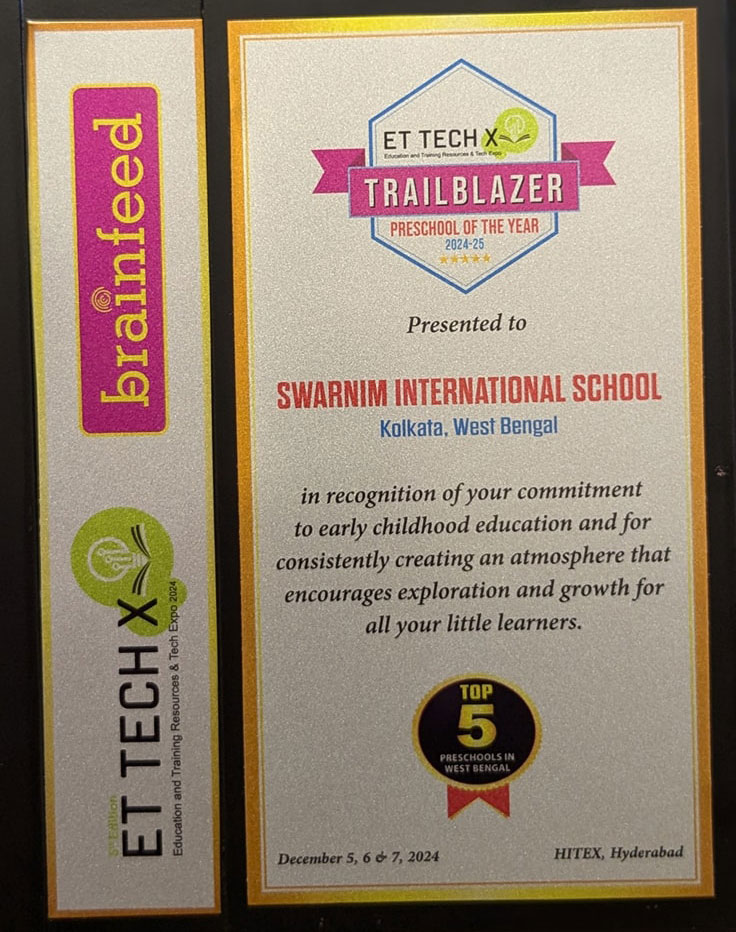 brainfeed
5th Edition
ET TECH X
Education and Training Resources & Tech Expo 2024
ET TECH X
Education and Training Resources & Tech Expo
TRAILBLAZER
PRESCHOOL OF THE YEAR
2024-25
Presented to
SWARNIM INTERNATIONAL SCHOOL
Kolkata, West Bengal
in recognition of your commitment
to early childhood education and for
consistently creating an atmosphere that
encourages exploration and growth for
all your little learners.
TOP
5
PRESCHOOLS IN
WEST BENGAL
December 5, 6 & 7, 2024
HITEX, Hyderabad